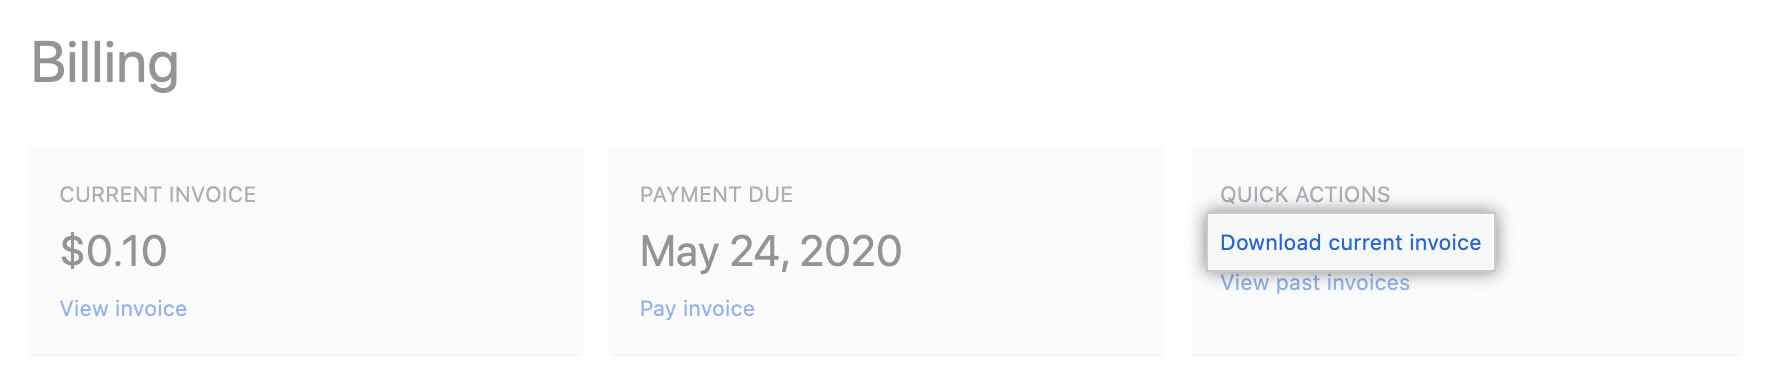 Billing
CURRENT INVOICE
$0.10
View invoice
PAYMENT DUE
May 24, 2020
Pay invoice
QUICK ACTIONS
Download current invoice
View past invoices